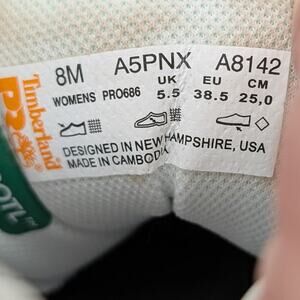 8M A5PNX A8142
UK EU CM
WOMENS PRO686 5.5 38.5 25,0
DESIGNED IN NEW HAMPSHIRE, USA
MADE IN CAMBODIA
Timberland
PRO